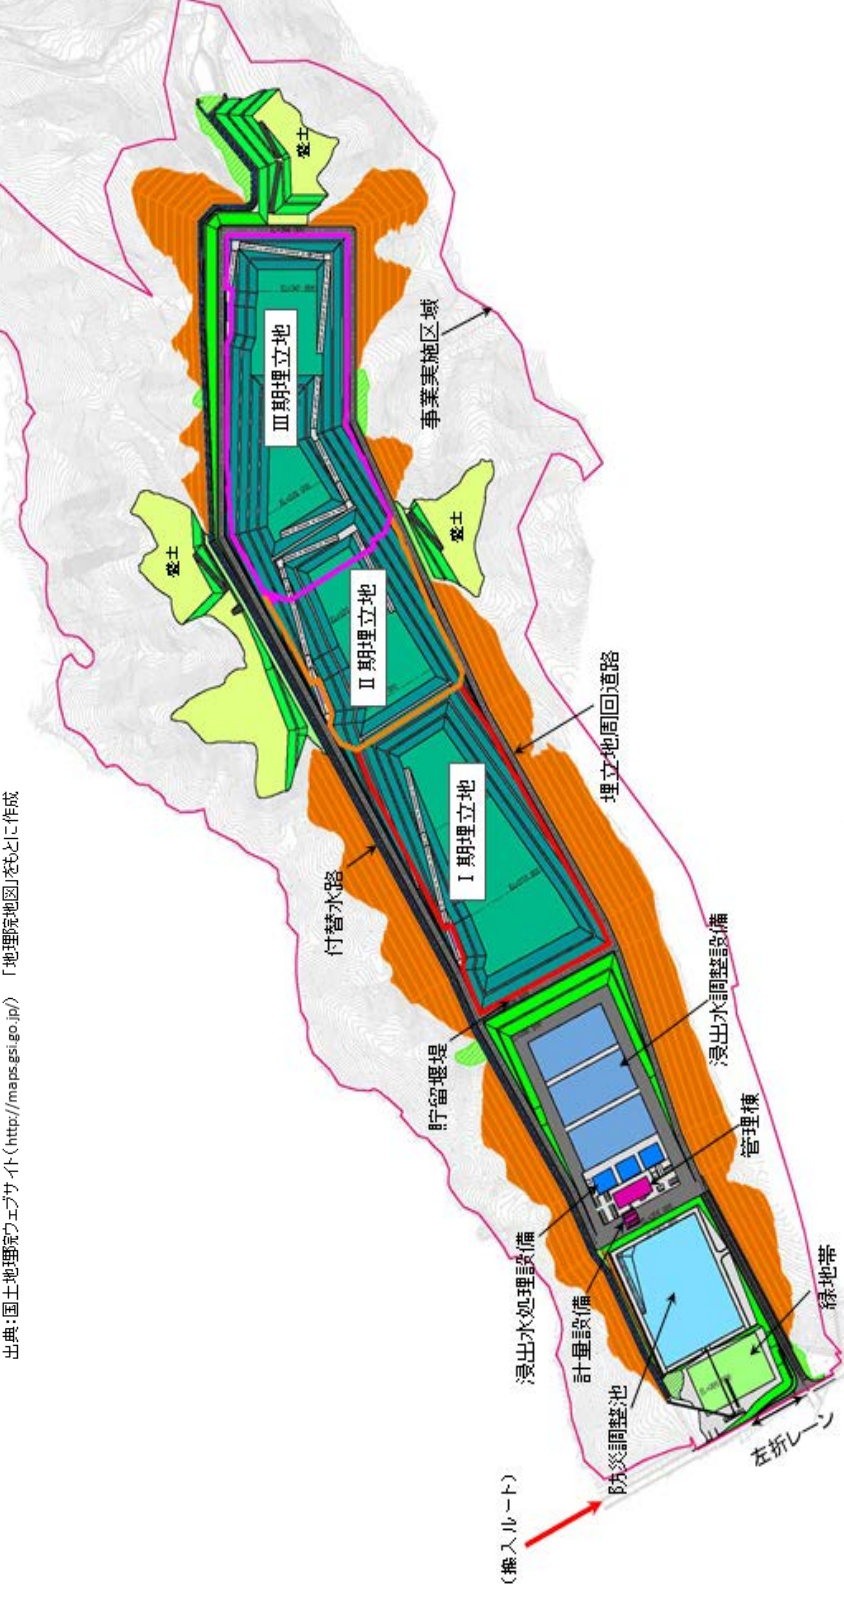 出典：国土地理院ウェブサイト（http://maps.gsi.go.jp/） 「地理院地図」をもとに作成
盛土
Ⅲ期埋立地
事業実施区域
盛土
盛土
Ⅱ期埋立地
埋立地周回道路
Ⅰ期埋立地
付替水路
貯留堰堤
浸出水調整設備
管理棟
浸出水処理設備
計量設備
防災調整池
緑地帯
左折レーン
（搬入ルート）